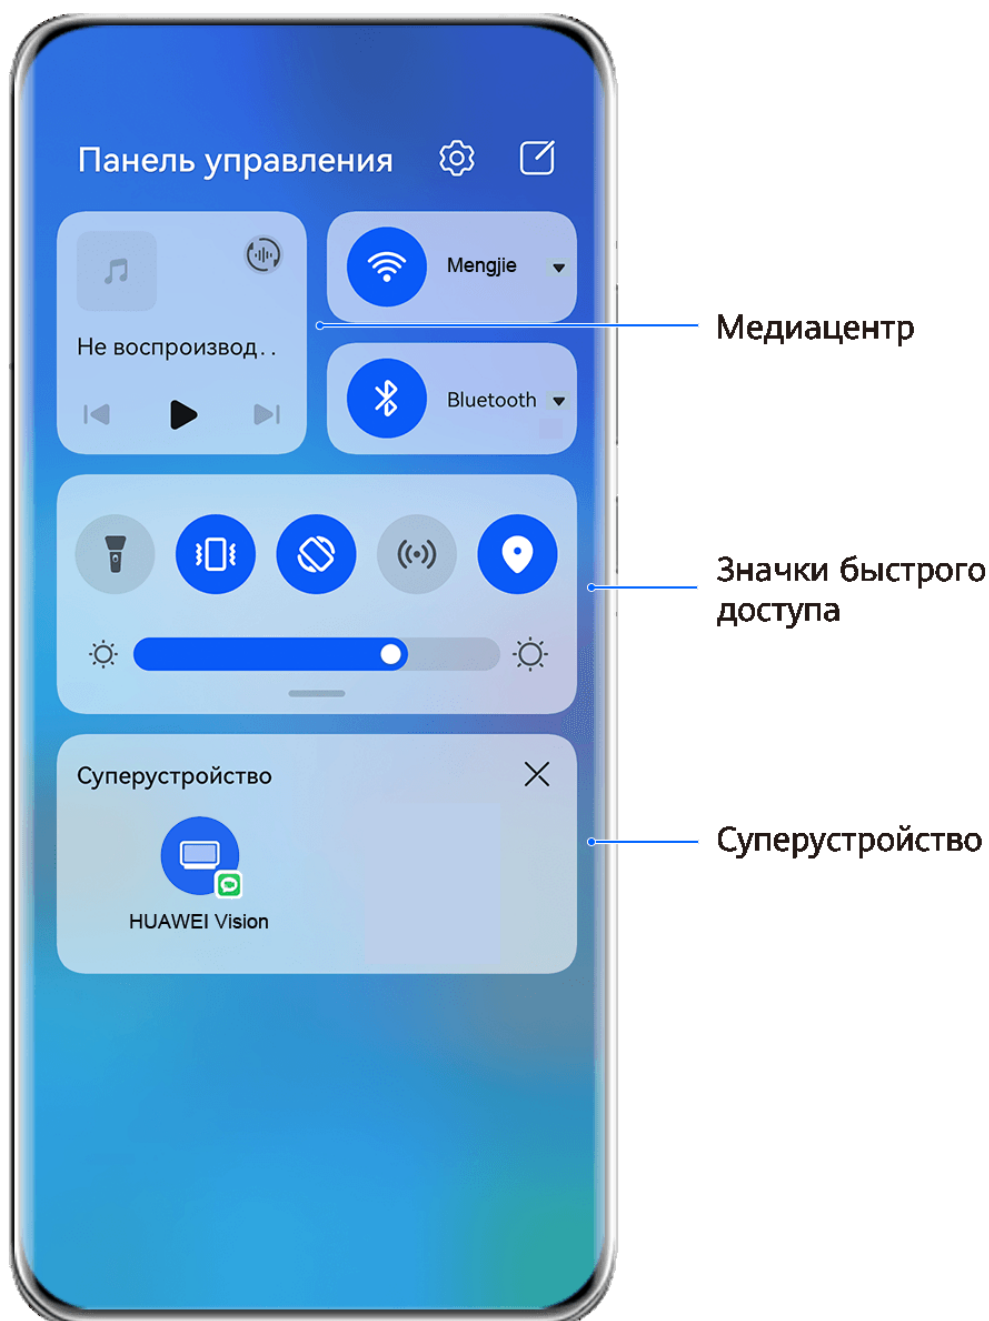 Панель управления
Mengjie
Не воспроизвод..
Bluetooth
Медиацентр
Значки быстрого
доступа
Суперустройство
HUAWEI Vision
Суперустройство